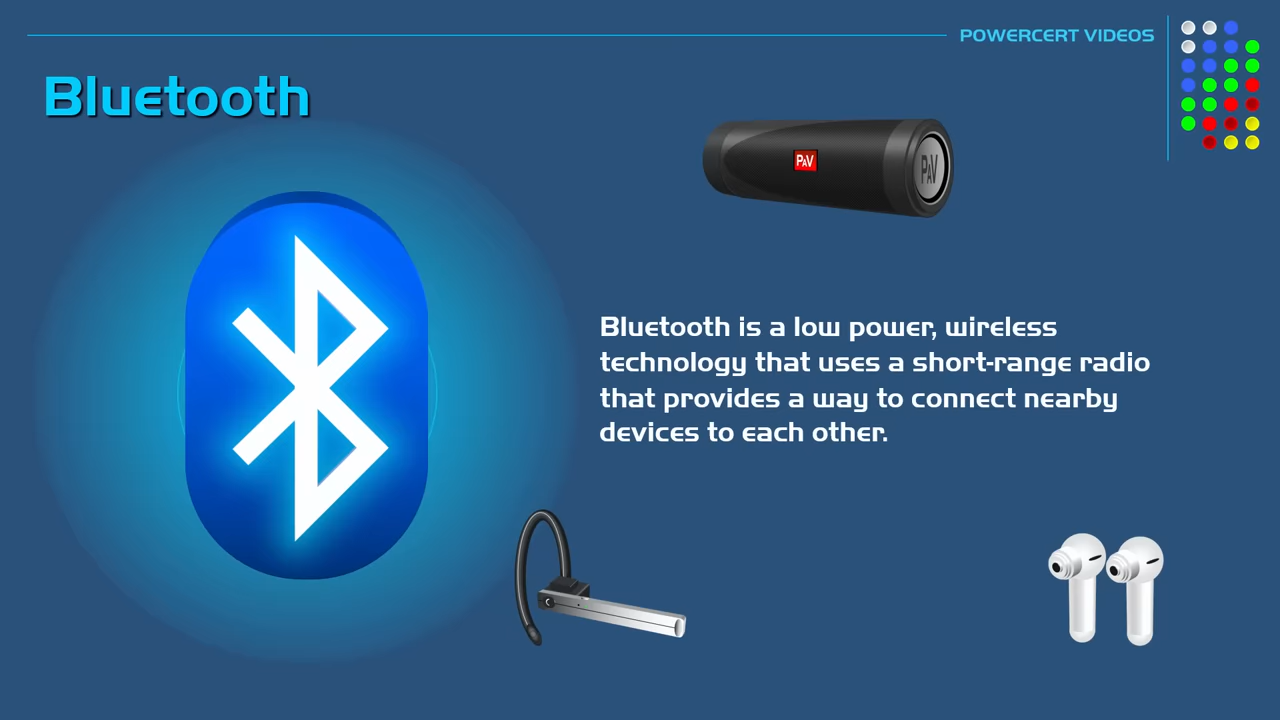 POWERCERT VIDEOS
Bluetooth
PAV
PAV
Bluetooth is a low power, wireless
technology that uses a short-range radio
that provides a way to connect nearby
devices to each other.